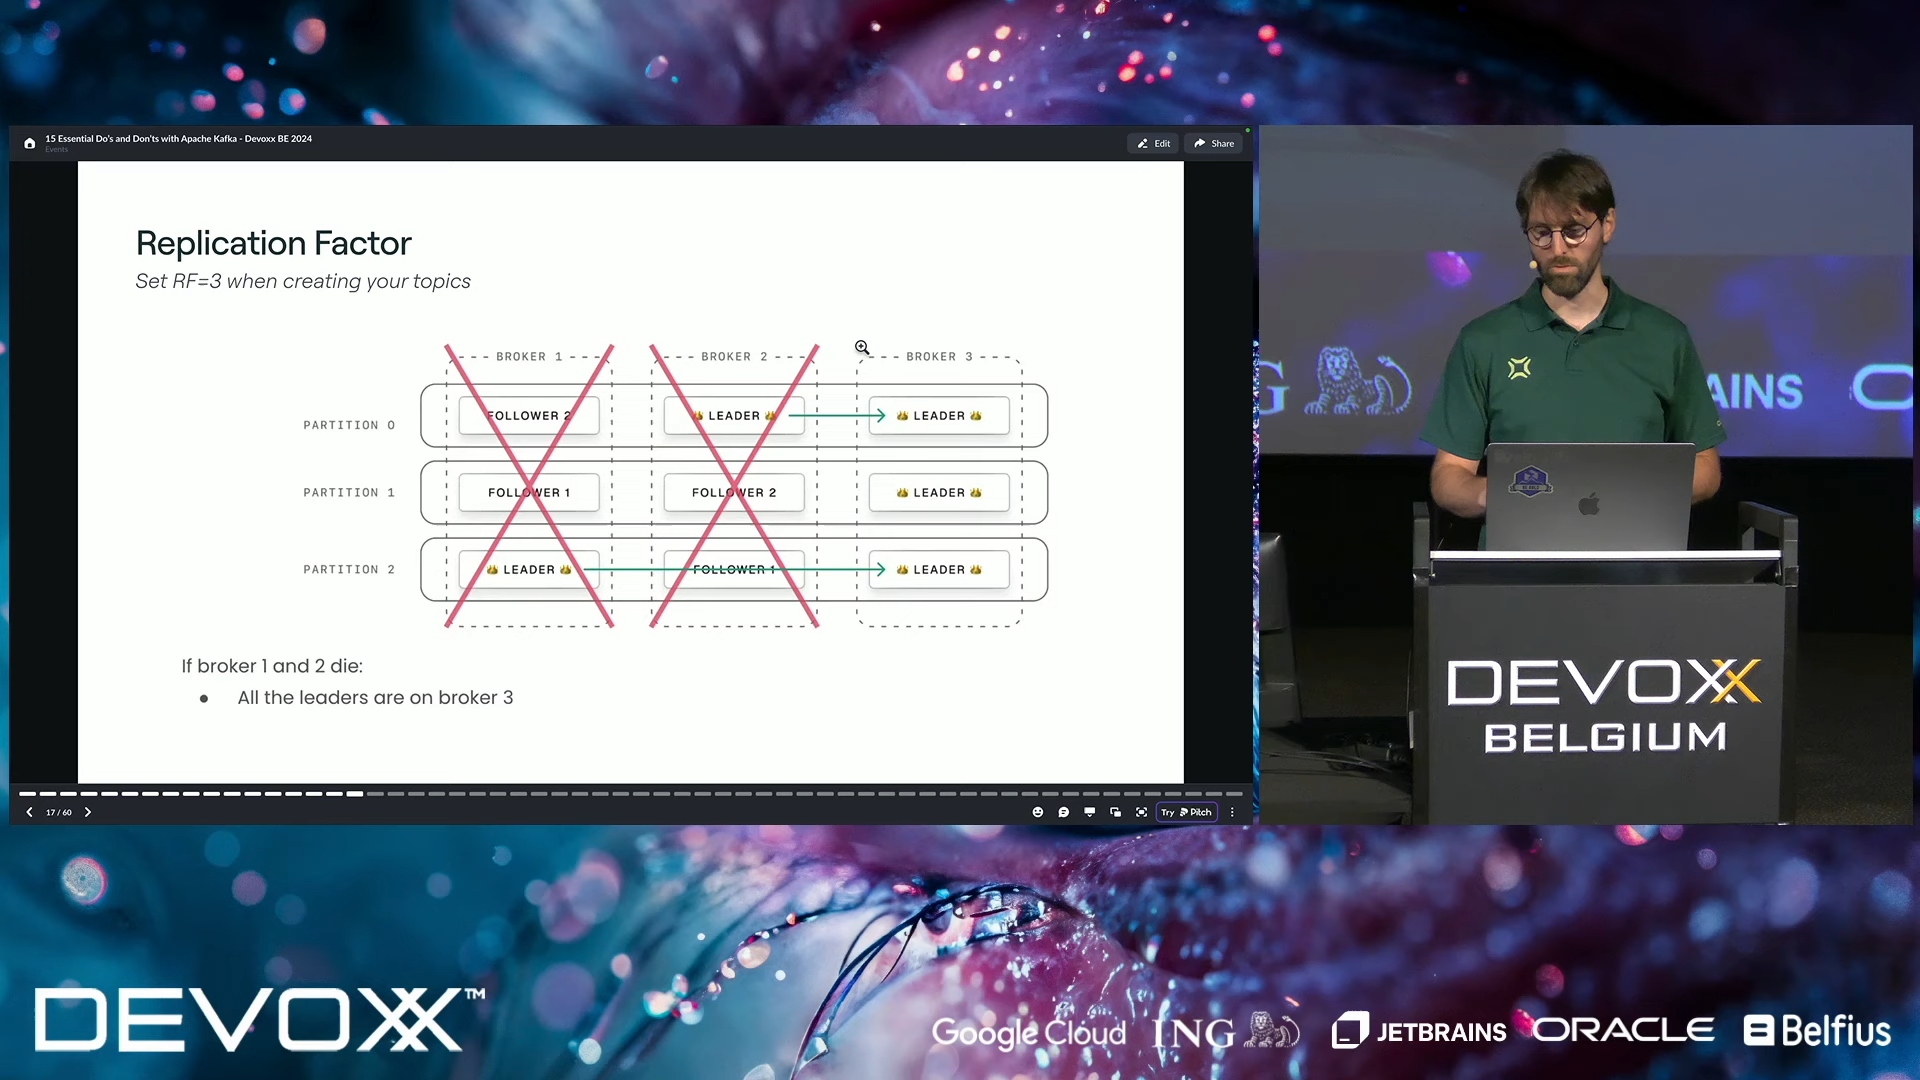 15 Essential Do's and Don'ts with Apache Kafka - Devoxx BE 2024
Events
Edit
Share
Replication Factor
Set RF=3 when creating your topics
BROKER 1
BROKER 2
BROKER 3
PARTITION 0
FOLLOWER 2
LEADER
LEADER
PARTITION 1
FOLLOWER 1
FOLLOWER 2
LEADER
PARTITION 2
LEADER
FOLLOWER 1
LEADER
If broker 1 and 2 die:
● All the leaders are on broker 3
17 / 60
Try Pitch
G
AINS
DEVOXX
BELGIUM
DEVOXX™
Google Cloud
ING
JETBRAINS
ORACLE
Belfius